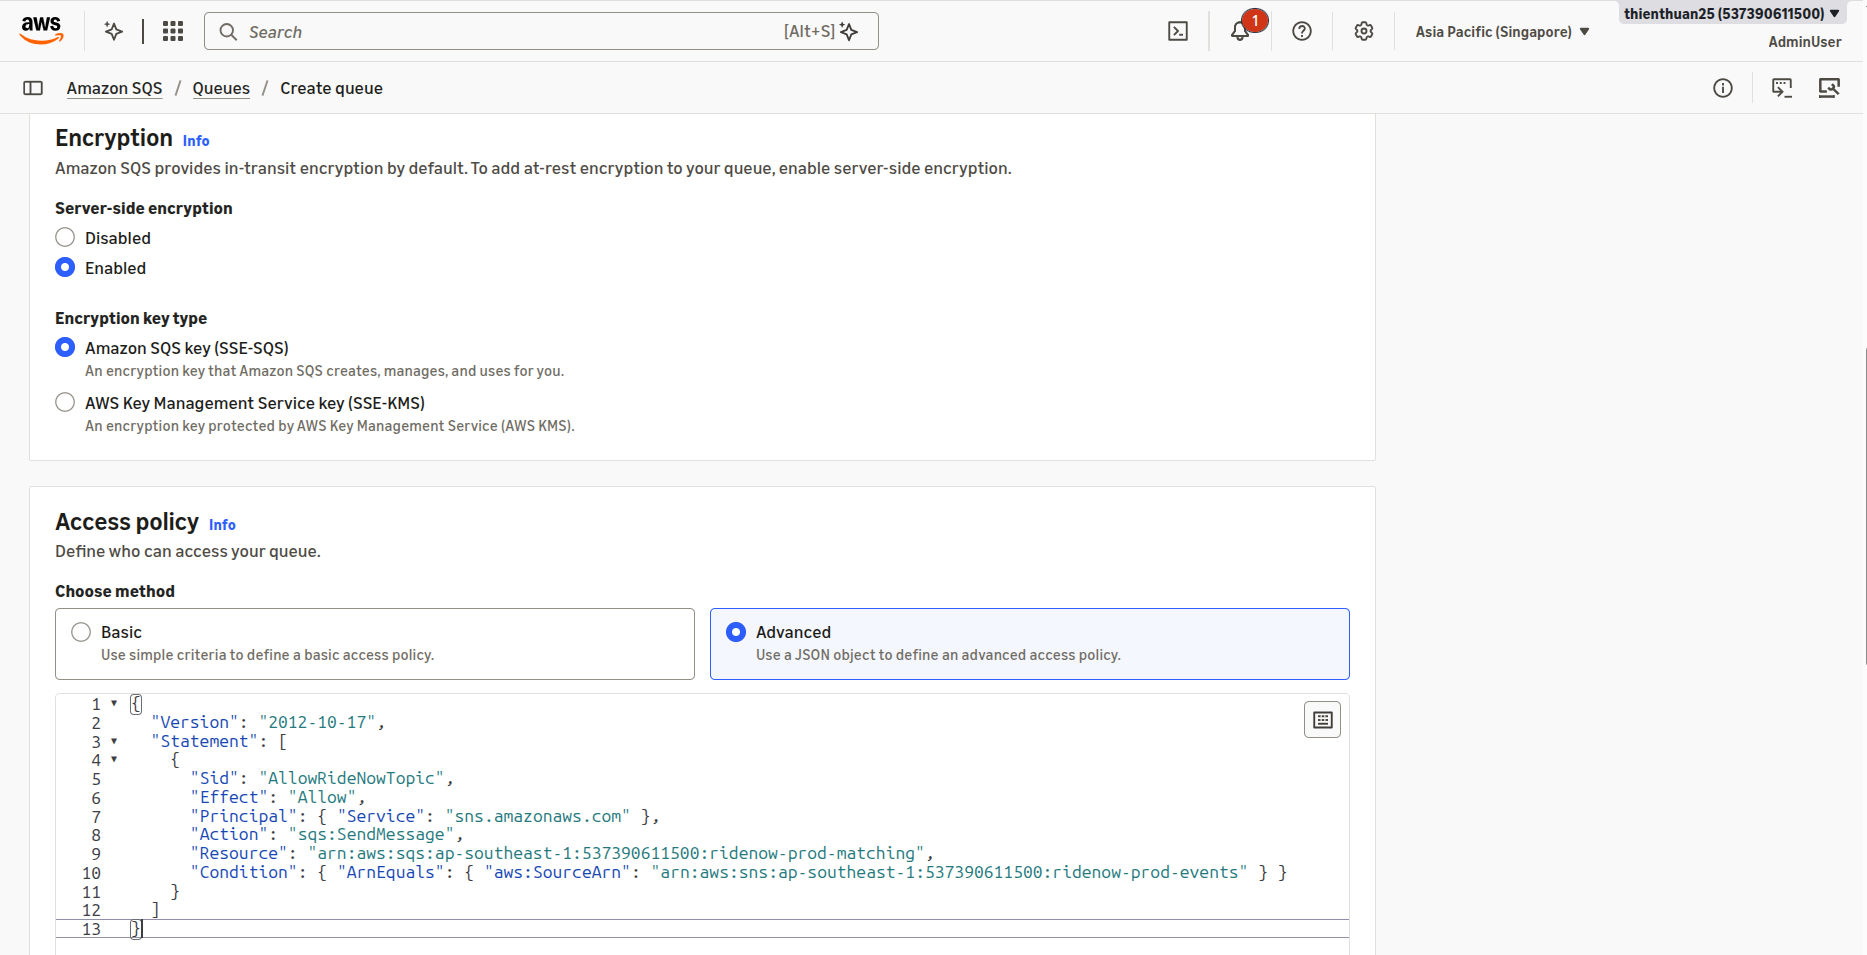 aws
Search
[Alt+S]
1
Asia Pacific (Singapore)
thienthuan25 (537390611500)
AdminUser
Amazon SQS / Queues / Create queue
Encryption Info
Amazon SQS provides in-transit encryption by default. To add at-rest encryption to your queue, enable server-side encryption.
Server-side encryption
Disabled
Enabled
Encryption key type
Amazon SQS key (SSE-SQS)
An encryption key that Amazon SQS creates, manages, and uses for you.
AWS Key Management Service key (SSE-KMS)
An encryption key protected by AWS Key Management Service (AWS KMS).
Access policy Info
Define who can access your queue.
Choose method
Basic
Use simple criteria to define a basic access policy.
Advanced
Use a JSON object to define an advanced access policy.
1 {
2 "Version": "2012-10-17",
3 "Statement": [
4 {
5 "Sid": "AllowRideNowTopic",
6 "Effect": "Allow",
7 "Principal": { "Service": "sns.amazonaws.com" },
8 "Action": "sqs:SendMessage",
9 "Resource": "arn:aws:sqs:ap-southeast-1:537390611500:ridenow-prod-matching",
10 "Condition": { "ArnEquals": { "aws:SourceArn": "arn:aws:sns:ap-southeast-1:537390611500:ridenow-prod-events" } }
11 }
12 ]
13 }